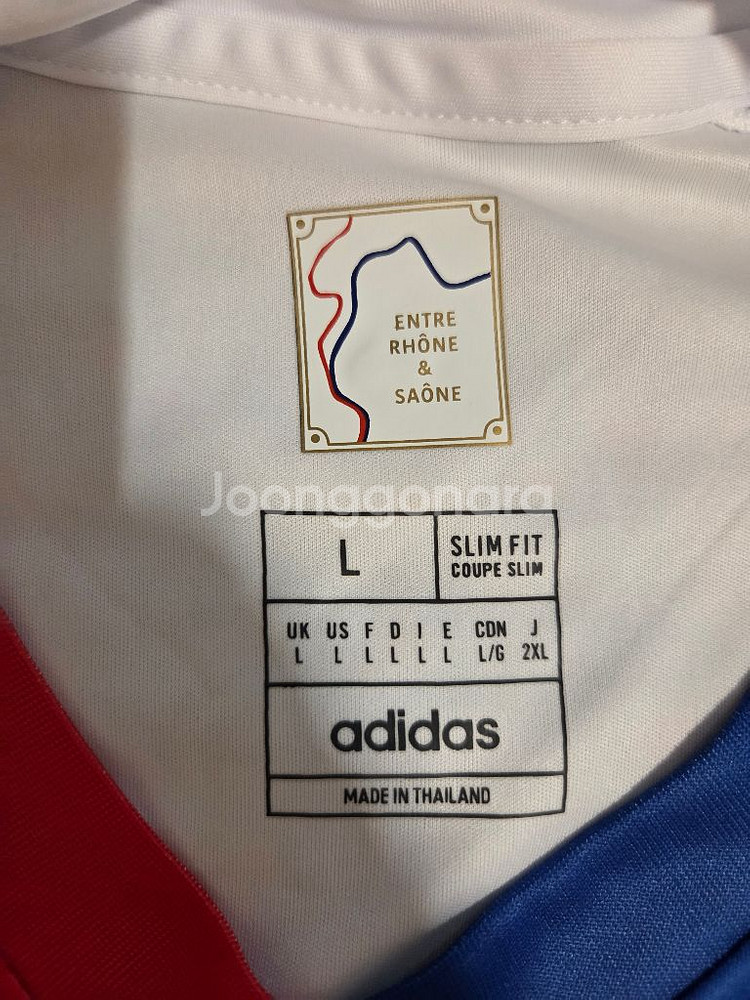 ENTRE
RHÔNE
&
SAÔNE
Joonggonara
L
SLIM FIT
COUPE SLIM
UK US F D I E CDN J
L L L L L L L/G 2XL
adidas
MADE IN THAILAND